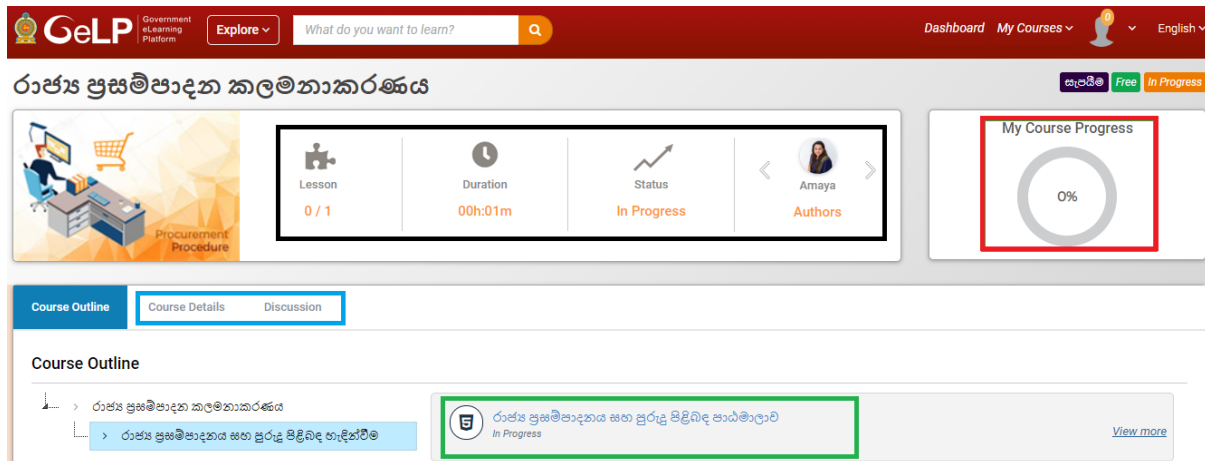 GeLP
Government
eLearning
Platform
Explore
What do you want to learn?
Dashboard My Courses
0
English
රාජ්‍ය ප්‍රසම්පාදන කලමනාකරණය
සැපයීම Free In Progress
Procurement
Procedure
Lesson
0 / 1
Duration
00h:01m
Status
In Progress
Amaya
Authors
My Course Progress
0%
Course Outline Course Details Discussion
Course Outline
රාජ්‍ය ප්‍රසම්පාදන කලමනාකරණය
රාජ්‍ය ප්‍රසම්පාදනය සහ පුරුදු පිළිබඳ හැඳින්වීම
රාජ්‍ය ප්‍රසම්පාදනය සහ පුරුදු පිළිබඳ පාඨමාලාව
In Progress
View more